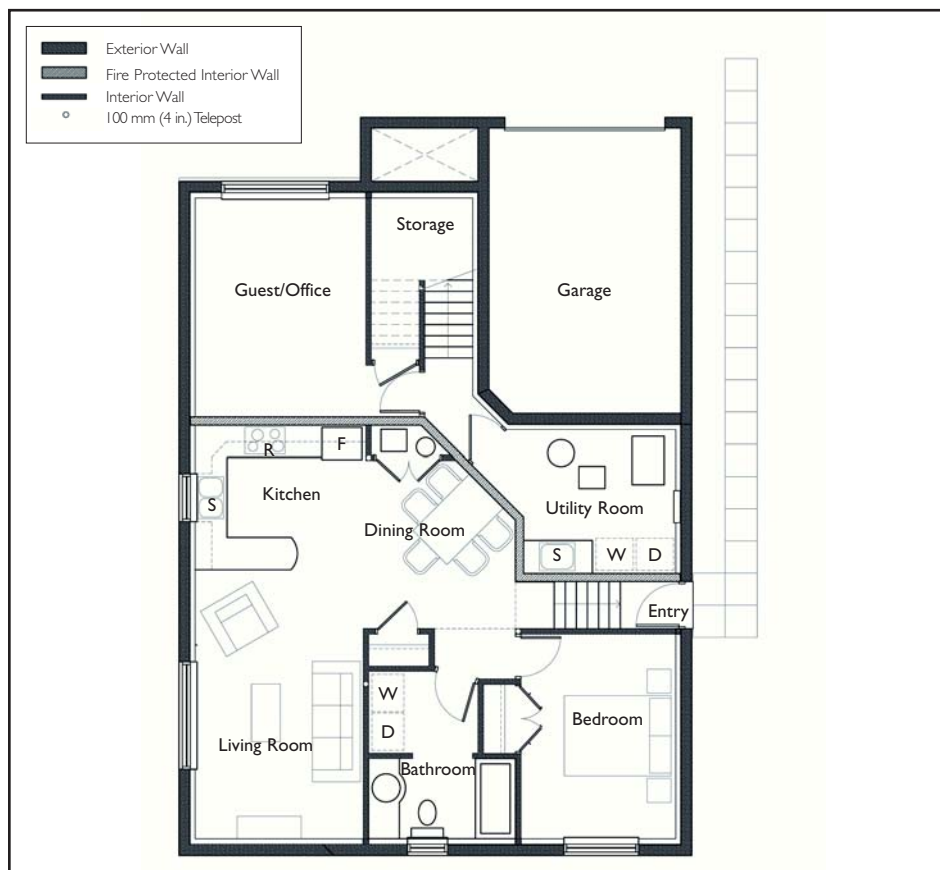 Exterior Wall
Fire Protected Interior Wall
Interior Wall
100 mm (4 in.) Telepost
Storage
Guest/Office
Garage
R
F
Kitchen
S
Utility Room
Dining Room
S
W
D
Entry
W
D
Bedroom
Living Room
Bathroom